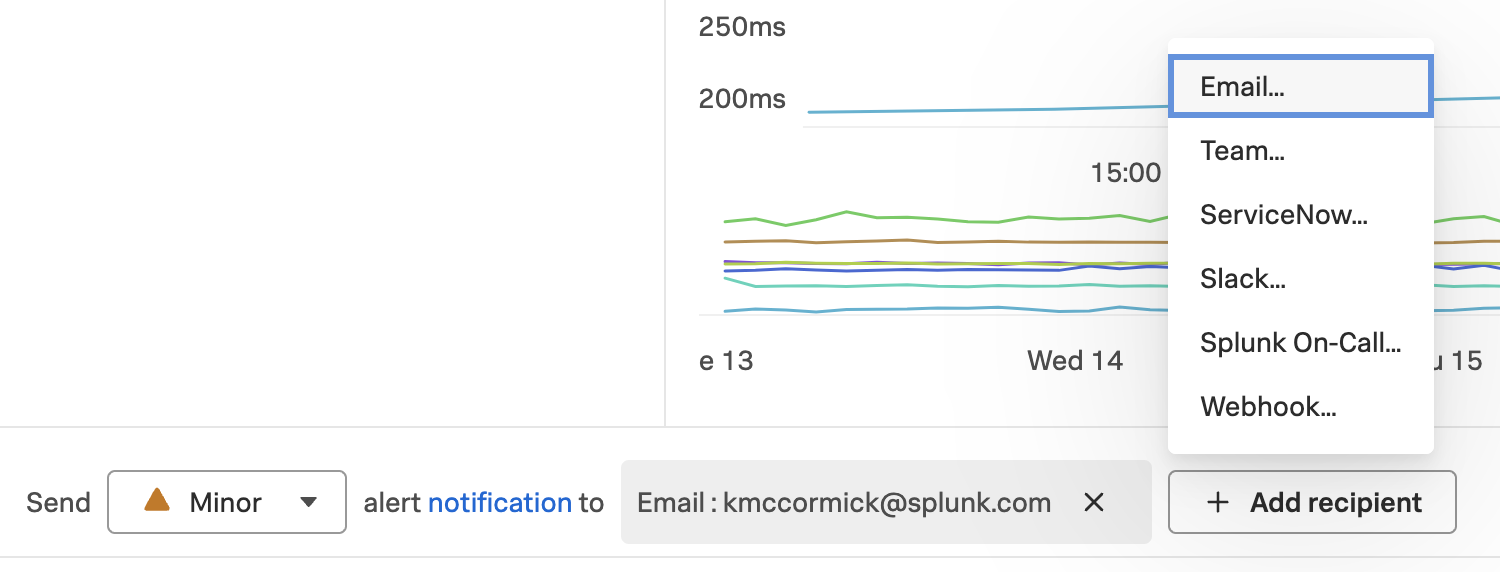 250ms
200ms
15:00
e 13
Wed 14
u 15
Email...
Team...
ServiceNow...
Slack...
Splunk On-Call...
Webhook...
Send Minor alert notification to Email : kmccormick@splunk.com × + Add recipient